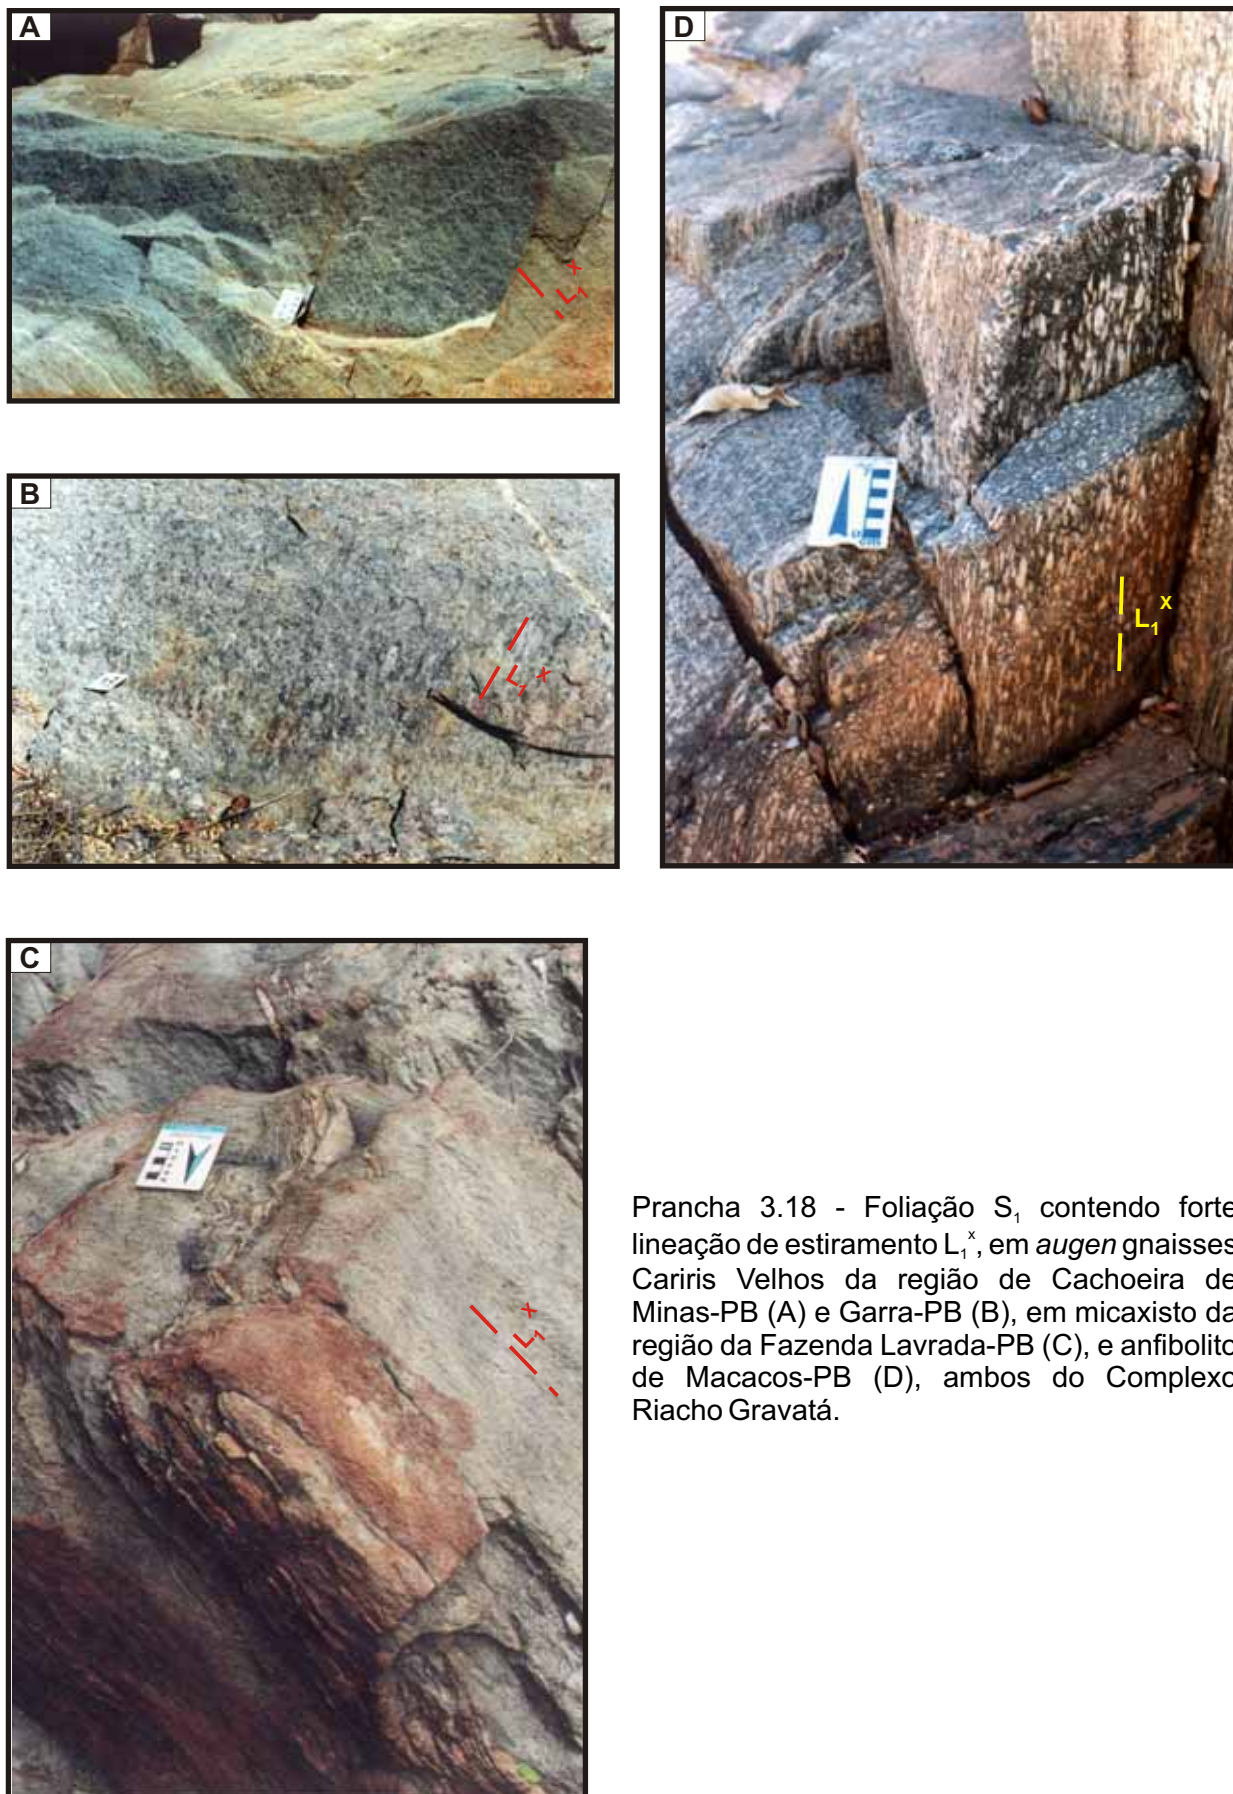 A
L₁ˣ
B
L₁ˣ
C
L₁ˣ
D
L₁ˣ
Prancha 3.18 - Foliação S₁ contendo forte
lineação de estiramento L₁ˣ, em augen gnaisses
Cariris Velhos da região de Cachoeira de
Minas-PB (A) e Garra-PB (B), em micaxisto da
região da Fazenda Lavrada-PB (C), e anfibolito
de Macacos-PB (D), ambos do Complexo
Riacho Gravatá.